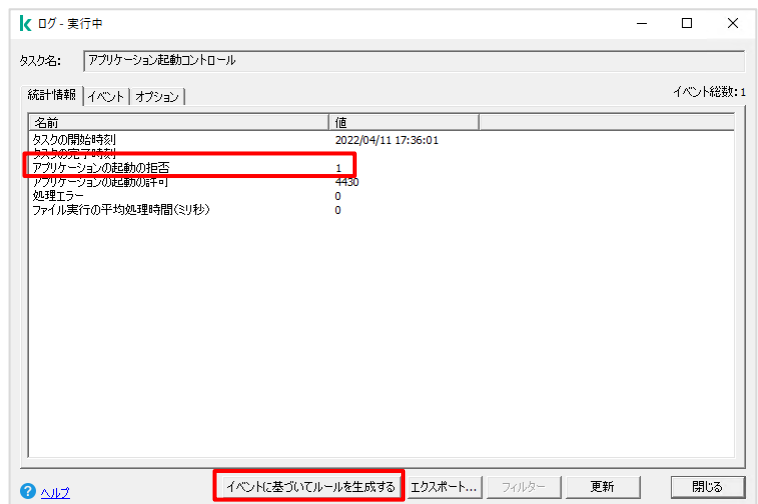 ログ - 実行中
タスク名: アプリケーション起動コントロール
統計情報 イベント オプション イベント総数: 1
名前 値
タスクの開始時刻 2022/04/11 17:36:01
タスクの完了時刻
アプリケーションの起動の拒否 1
アプリケーションの起動の許可 4430
処理エラー 0
ファイル実行の平均処理時間(ミリ秒) 0
ヘルプ イベントに基づいてルールを生成する エクスポート... フィルター 更新 閉じる